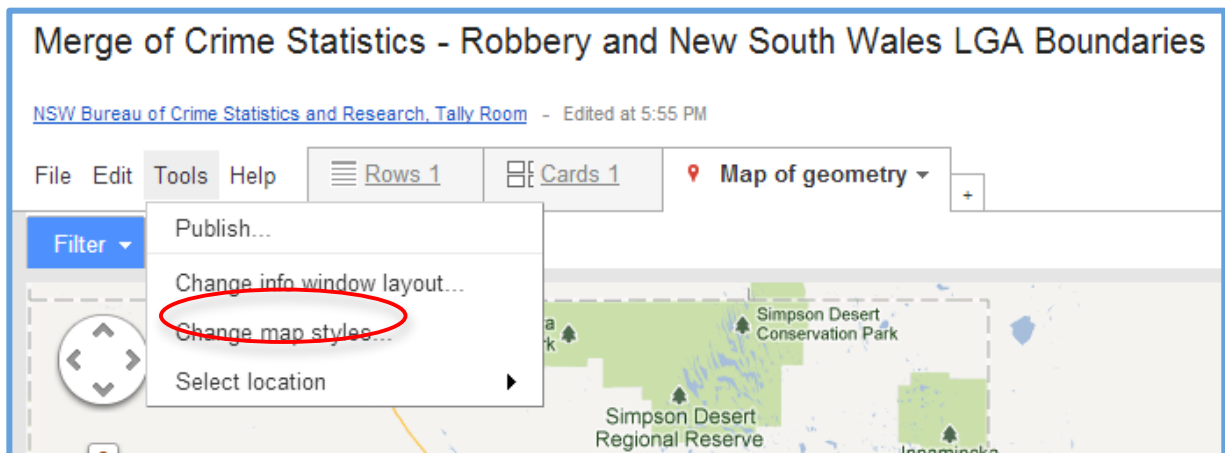 Merge of Crime Statistics - Robbery and New South Wales LGA Boundaries
NSW Bureau of Crime Statistics and Research, Tally Room - Edited at 5:55 PM
File Edit Tools Help Rows 1 Cards 1 Map of geometry
+
Filter
Publish...
Change info window layout...
Change map styles...
Select location
Simpson Desert
Conservation Park
Simpson Desert
Regional Reserve
Innamincka